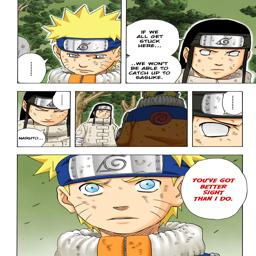 IF WE
ALL GET
STUCK
HERE...
...WE WON'T
BE ABLE TO
CATCH UP TO
SASUKE.
NARUTO...
YOU'VE GOT
BETTER
SIGHT
THAN I DO.